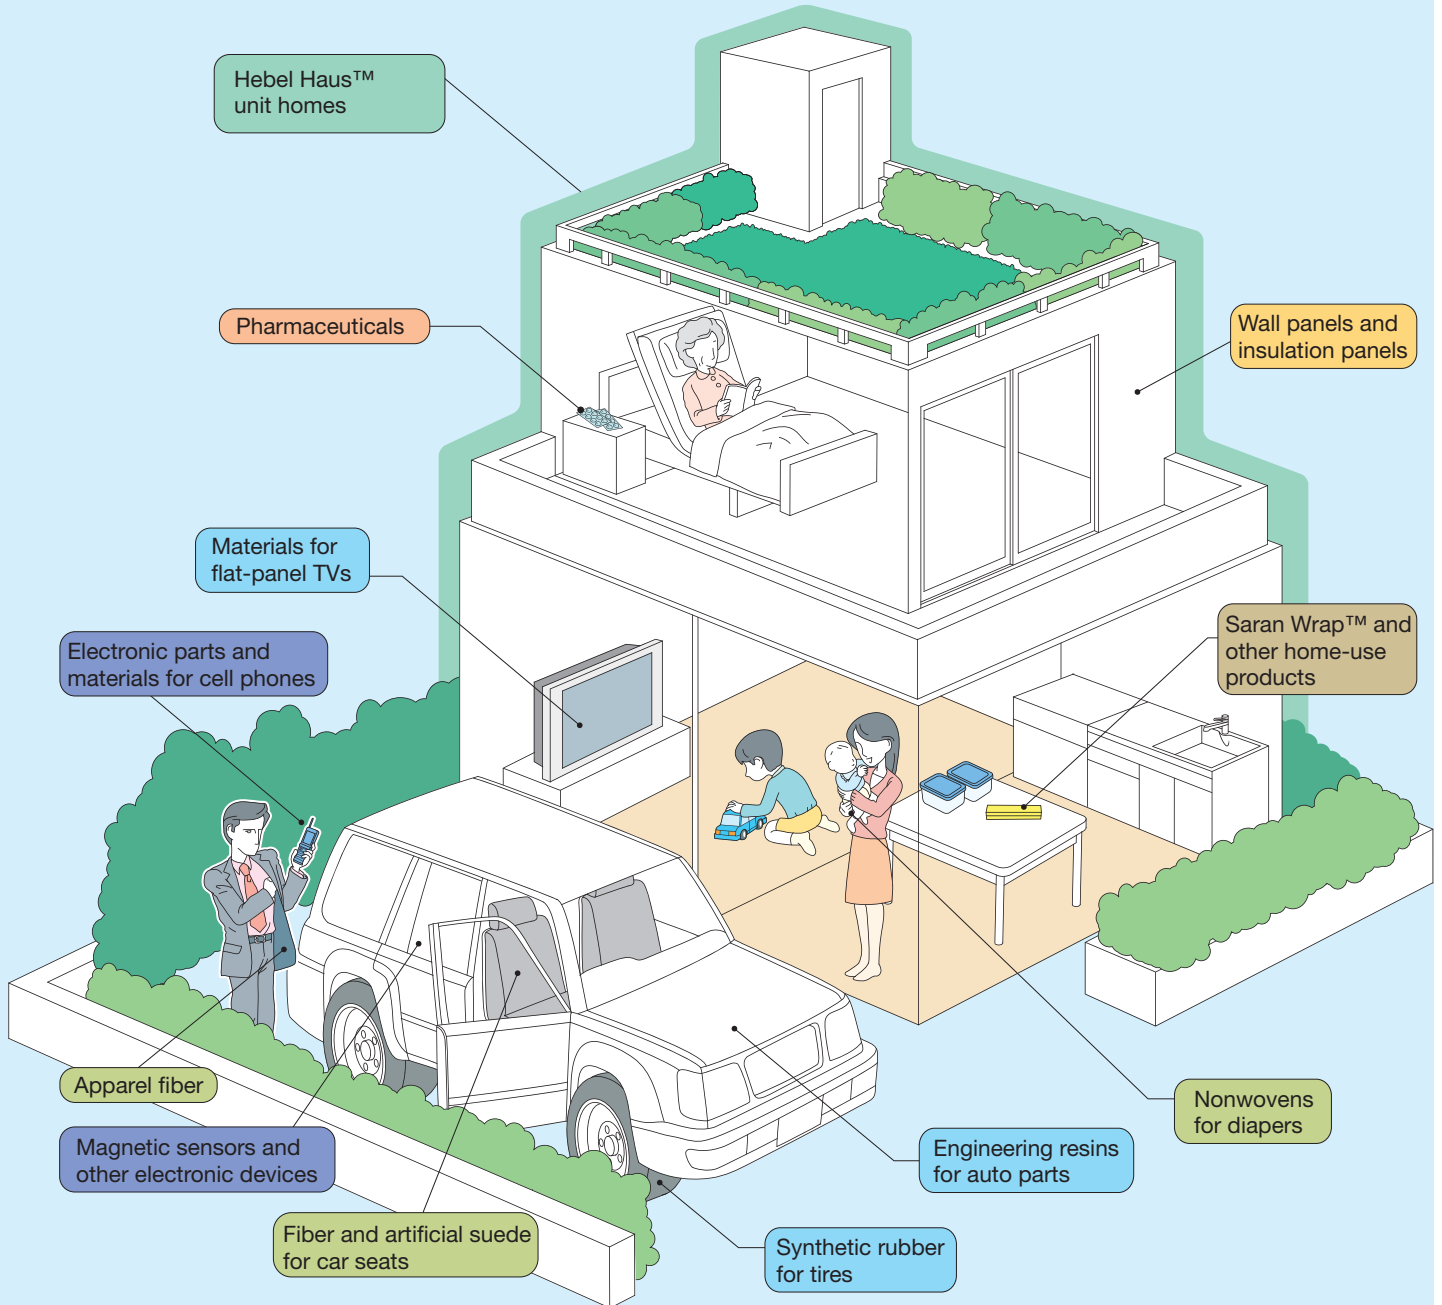 Hebel Haus™
unit homes
Pharmaceuticals
Wall panels and
insulation panels
Materials for
flat-panel TVs
Electronic parts and
materials for cell phones
Saran Wrap™ and
other home-use
products
Apparel fiber
Magnetic sensors and
other electronic devices
Fiber and artificial suede
for car seats
Nonwovens
for diapers
Engineering resins
for auto parts
Synthetic rubber
for tires